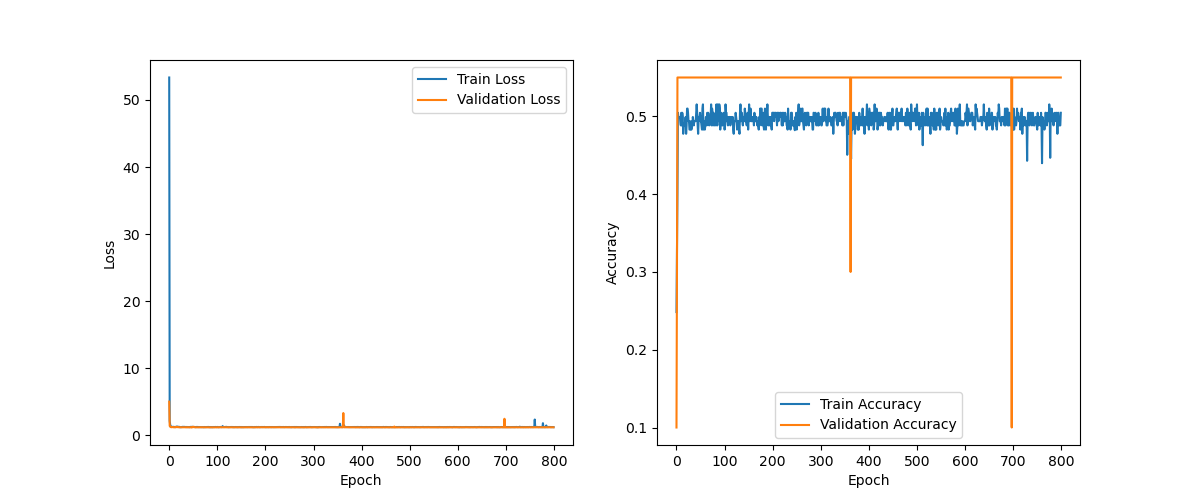 Train Loss
Validation Loss
50
40
30
20
10
0
Loss
0 100 200 300 400 500 600 700 800
Epoch
0.5
0.4
0.3
0.2
0.1
Accuracy
Train Accuracy
Validation Accuracy
0 100 200 300 400 500 600 700 800
Epoch